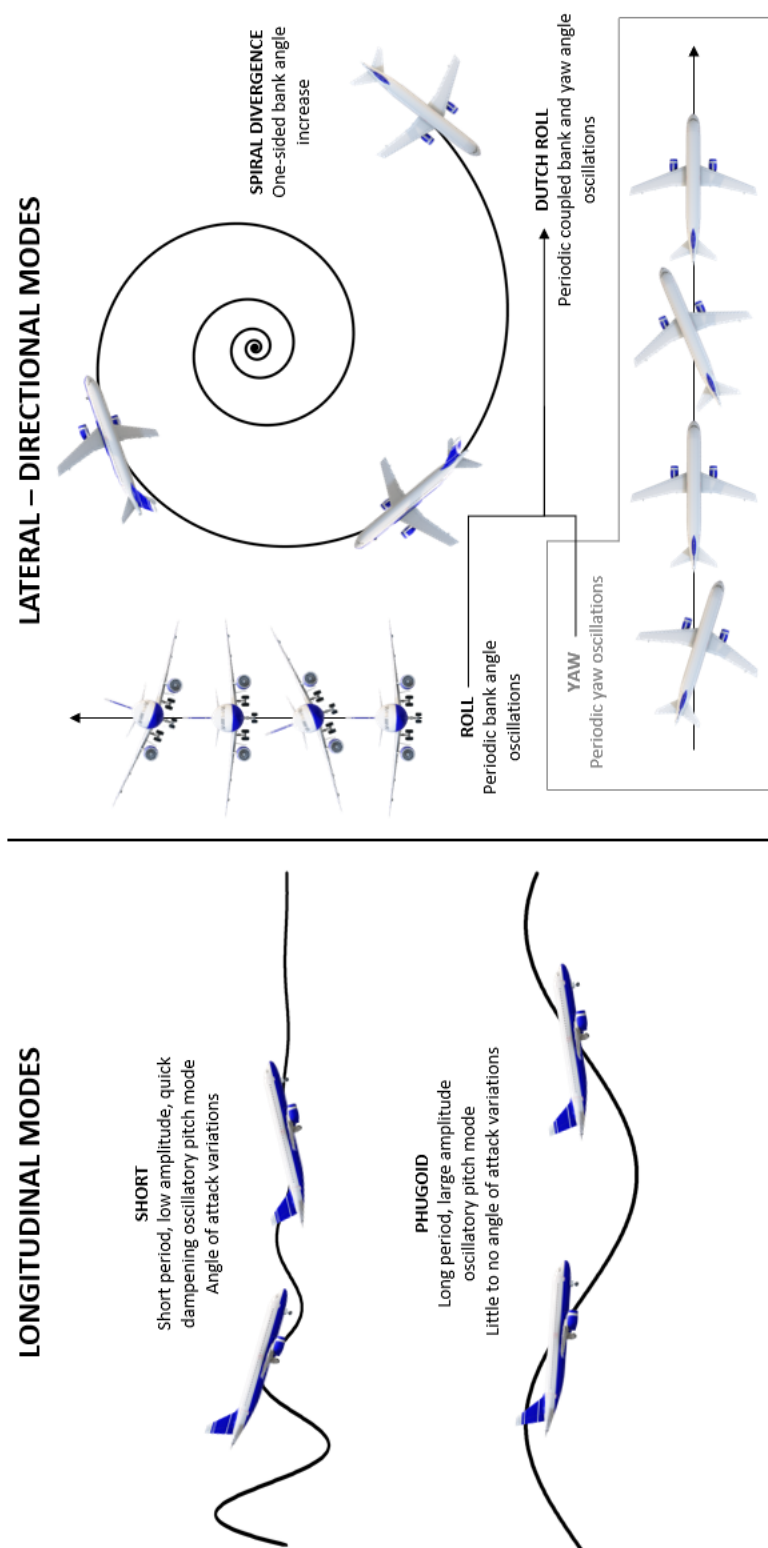 LONGITUDINAL MODES
SHORT
Short period, low amplitude, quick
dampening oscillatory pitch mode
Angle of attack variations
PHUGOID
Long period, large amplitude
oscillatory pitch mode
Little to no angle of attack variations
LATERAL – DIRECTIONAL MODES
SPIRAL DIVERGENCE
One-sided bank angle
increase
ROLL
Periodic bank angle
oscillations
YAW
Periodic yaw oscillations
DUTCH ROLL
Periodic coupled bank and yaw angle
oscillations